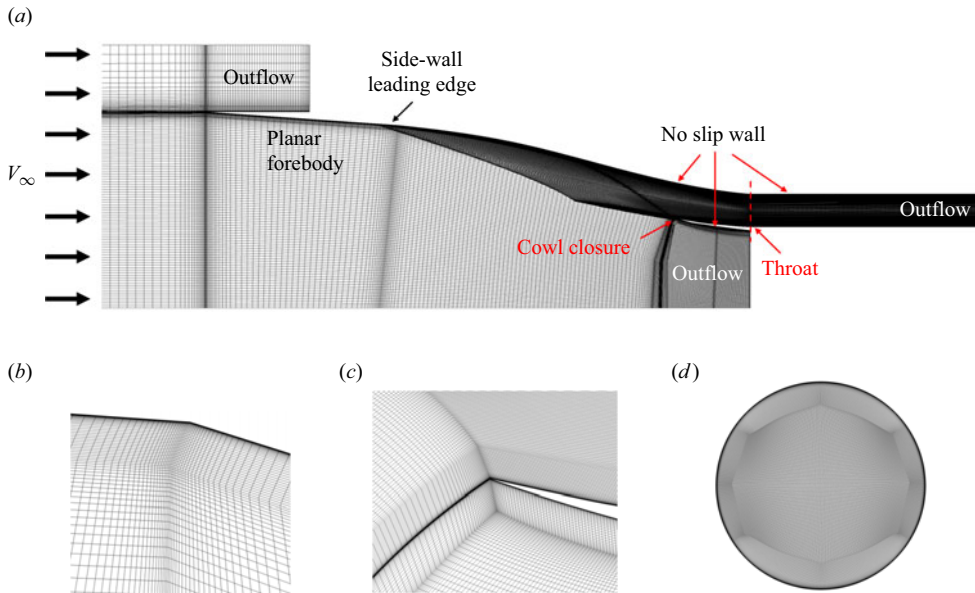 (a)
Side-wall
leading edge
Outflow
No slip wall
Planar
forebody
V∞
Outflow
Cowl closure
Outflow
Throat
(b)
(c)
(d)